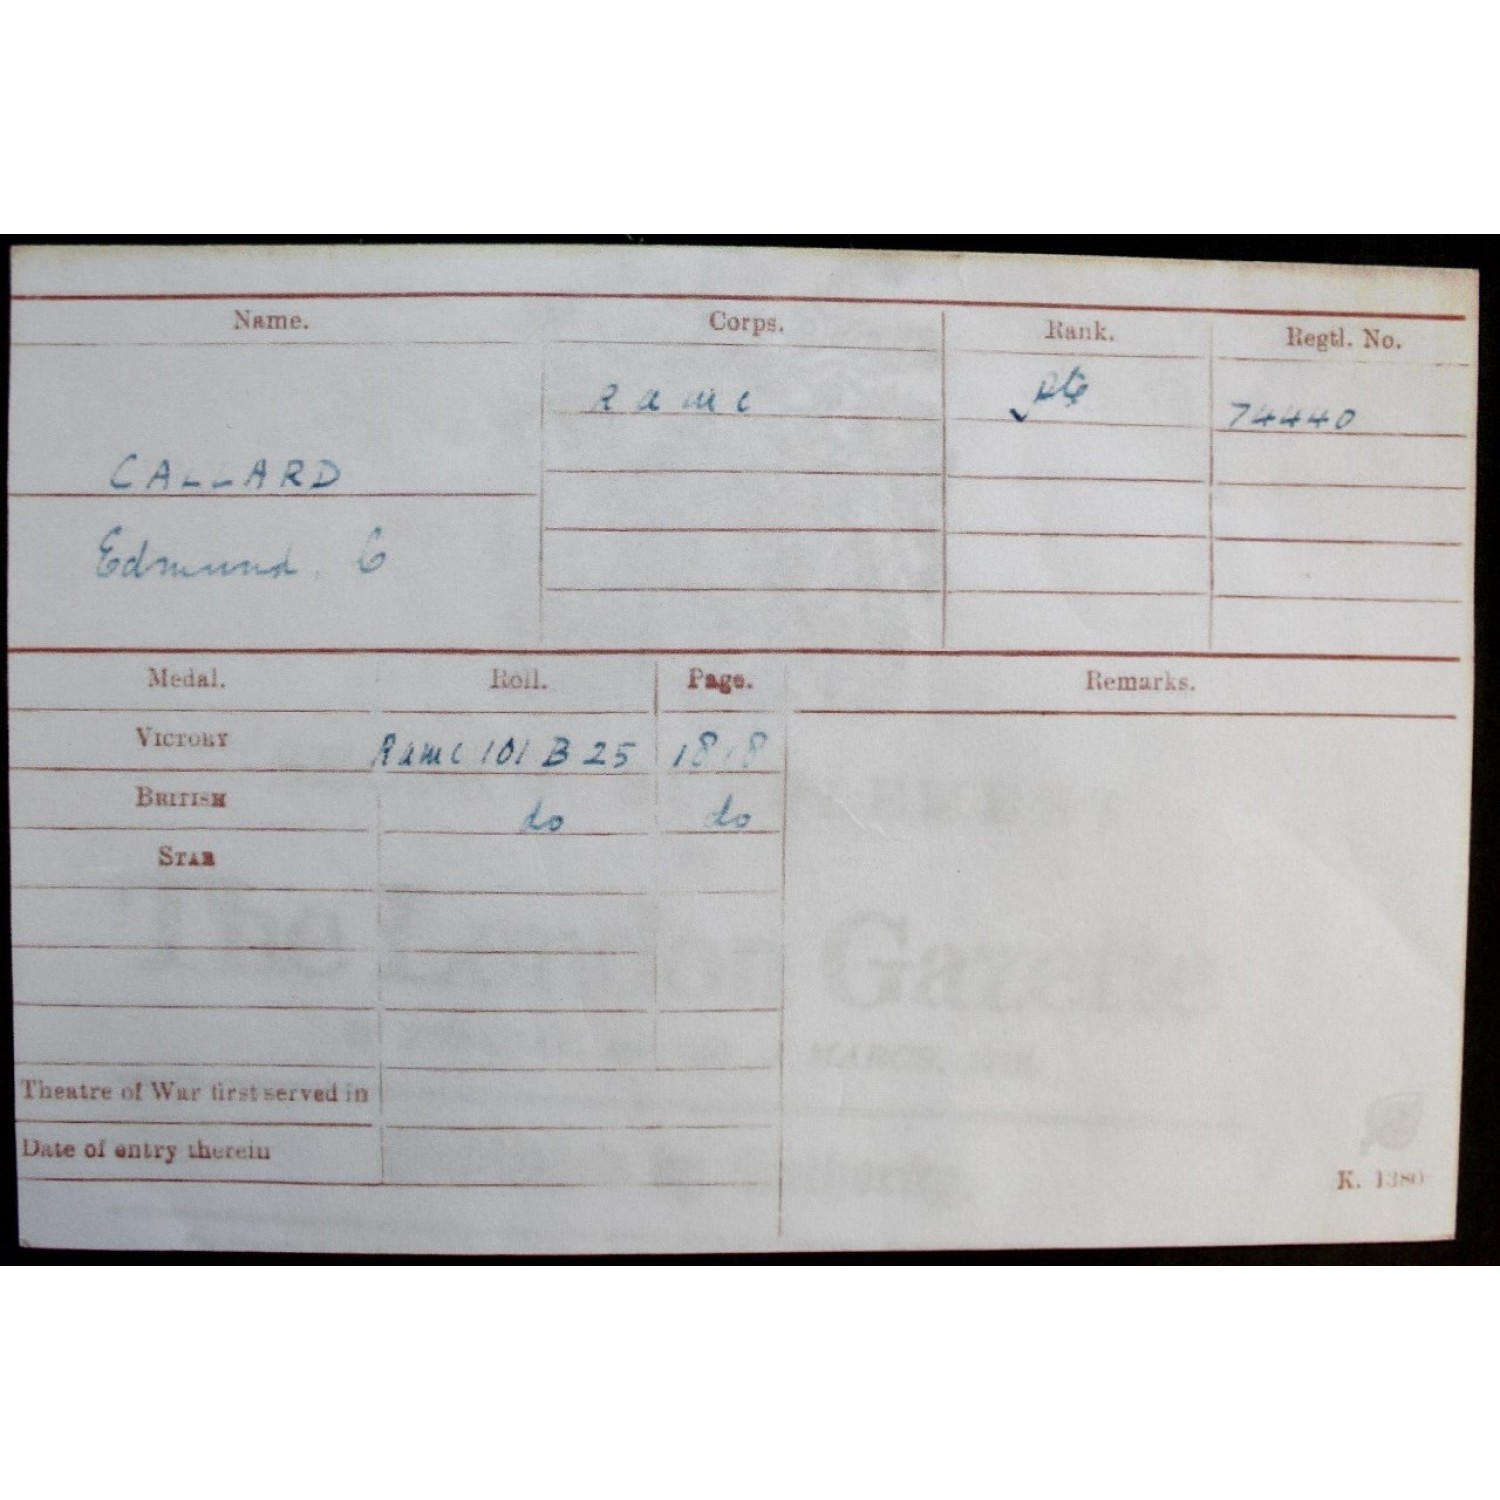 Name. Corps. Rank. Regtl. No.
R a m c Pte 74440
CALLARD
Edmund. C
Medal. Roll. Page. Remarks.
VICTORY Ramc 101 B 25 1818
BRITISH do do
STAR
The London Gazette
MARCH,
Theatre of War first served in
Date of entry therein
K. 1380